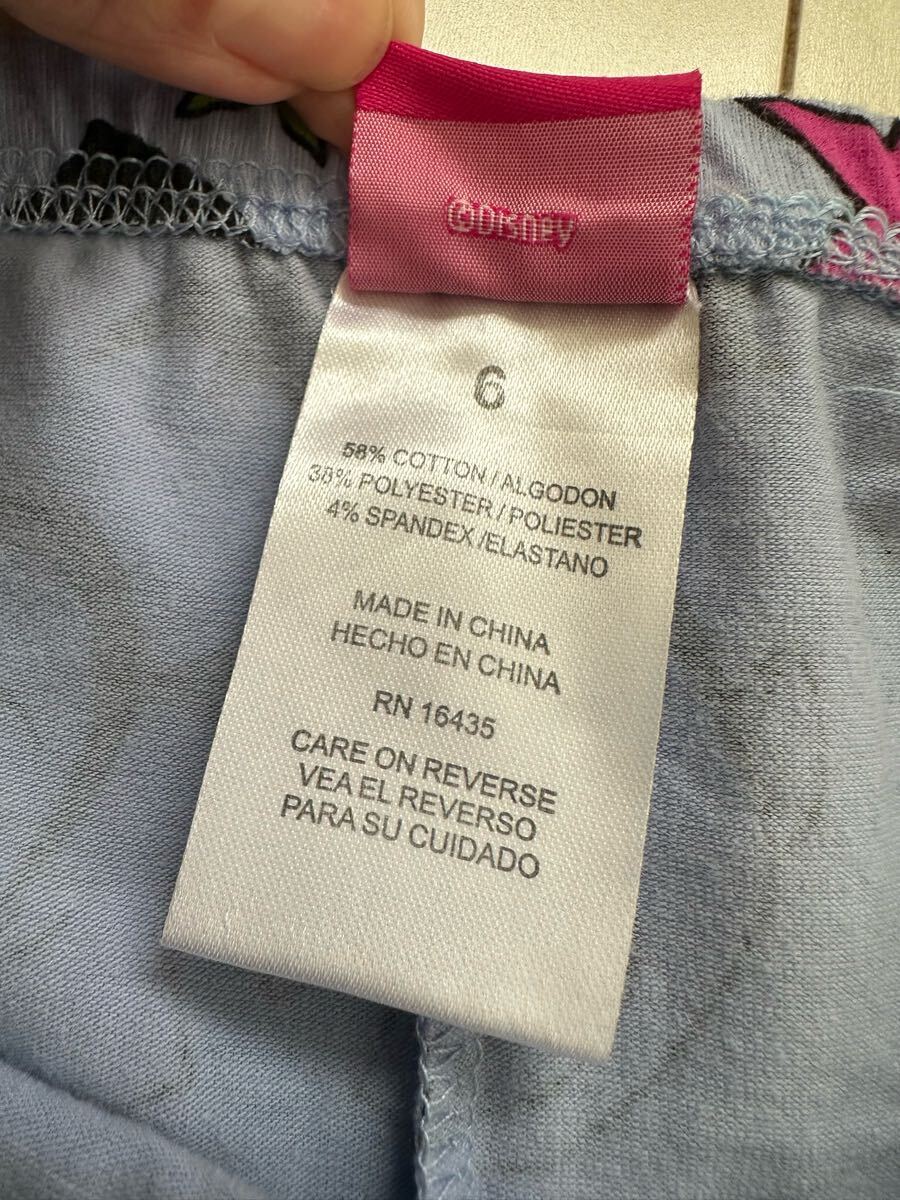 ©Disney
6
58% COTTON / ALGODON
38% POLYESTER / POLIESTER
4% SPANDEX /ELASTANO
MADE IN CHINA
HECHO EN CHINA
RN 16435
CARE ON REVERSE
VEA EL REVERSO
PARA SU CUIDADO